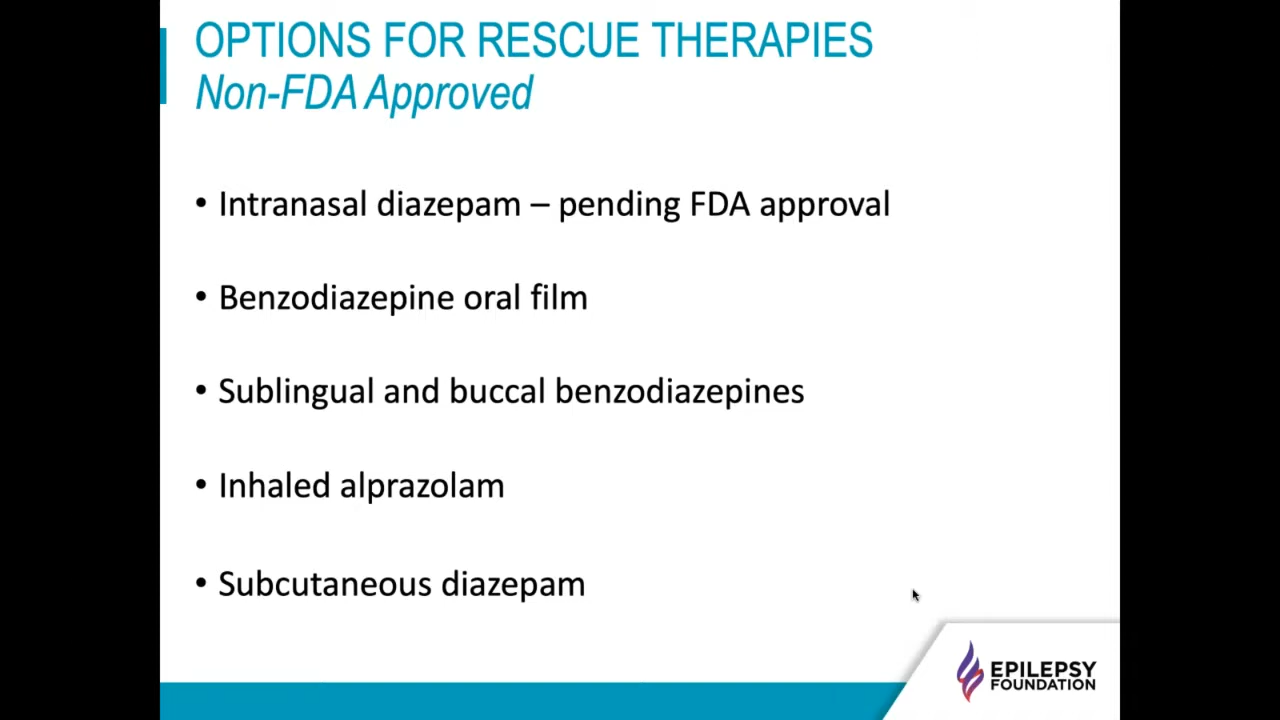 OPTIONS FOR RESCUE THERAPIES
Non-FDA Approved
• Intranasal diazepam – pending FDA approval
• Benzodiazepine oral film
• Sublingual and buccal benzodiazepines
• Inhaled alprazolam
• Subcutaneous diazepam
EPILEPSY
FOUNDATION